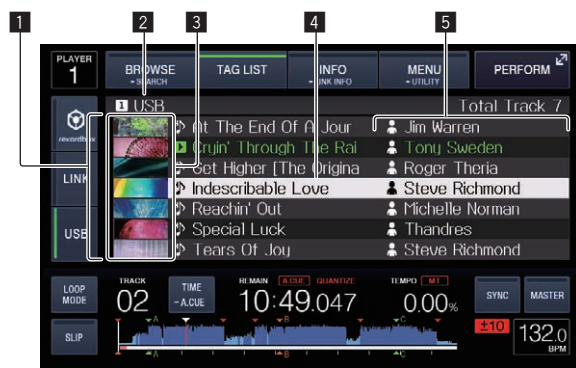 1 2 3 4 5
PLAYER
1
BROWSE
- SEARCH
TAG LIST
INFO
- LINK INFO
MENU
- UTILITY
PERFORM
rekordbox
LINK
USB
1 USB
Total Track 7
At The End Of A Jour Jim Warren
Cryin' Through The Rai Tony Sweden
Get Higher [The Origina Roger Theria
Indescribable Love Steve Richmond
Reachin' Out Michelle Norman
Special Luck Thandres
Tears Of Joy Steve Richmond
LOOP
MODE
SLIP
TRACK
02
TIME
- A.CUE
REMAIN A.CUE QUANTIZE
10:49.047
TEMPO MT
0.00%
SYNC
MASTER
±10
132.0
BPM
A B C
A B C